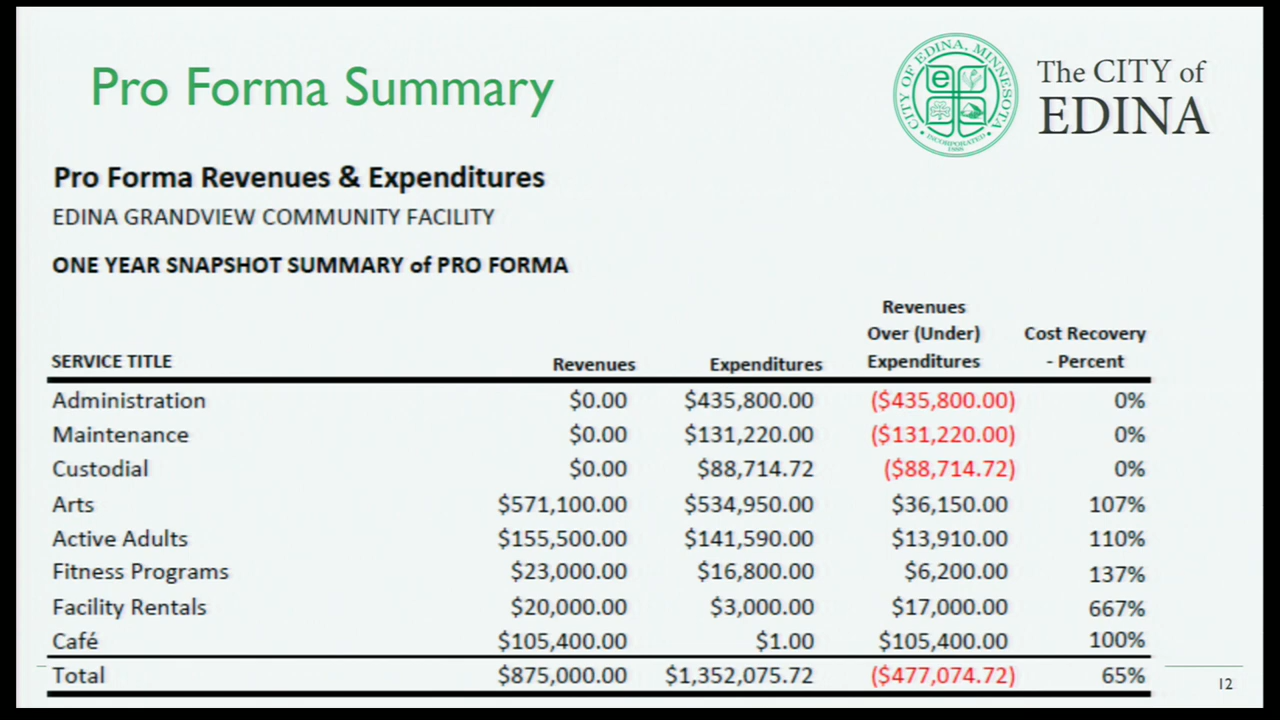 Pro Forma Summary
CITY OF EDINA, MINNESOTA
e
INCORPORATED
1888
The CITY of
EDINA
Pro Forma Revenues & Expenditures
EDINA GRANDVIEW COMMUNITY FACILITY
ONE YEAR SNAPSHOT SUMMARY of PRO FORMA
SERVICE TITLE Revenues Expenditures Revenues Over (Under) Expenditures Cost Recovery - Percent
Administration $0.00 $435,800.00 ($435,800.00) 0%
Maintenance $0.00 $131,220.00 ($131,220.00) 0%
Custodial $0.00 $88,714.72 ($88,714.72) 0%
Arts $571,100.00 $534,950.00 $36,150.00 107%
Active Adults $155,500.00 $141,590.00 $13,910.00 110%
Fitness Programs $23,000.00 $16,800.00 $6,200.00 137%
Facility Rentals $20,000.00 $3,000.00 $17,000.00 667%
Café $105,400.00 $1.00 $105,400.00 100%
Total $875,000.00 $1,352,075.72 ($477,074.72) 65%
12